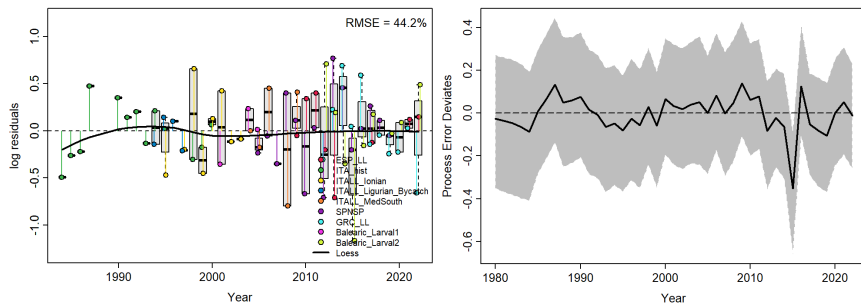 RMSE = 44.2%
log residuals
1.0
0.5
0.0
-0.5
-1.0
ESP_LL
ITA_hist
ITALL_Ionian
ITALL_Ligurian_Bycatch
ITALL_MedSouth
SPNSP
GRC_LL
Balearic_Larval1
Balearic_Larval2
Loess
1990 2000 2010 2020
Year
Process Error Deviates
0.4
0.2
0.0
-0.2
-0.4
-0.6
1980 1990 2000 2010 2020
Year